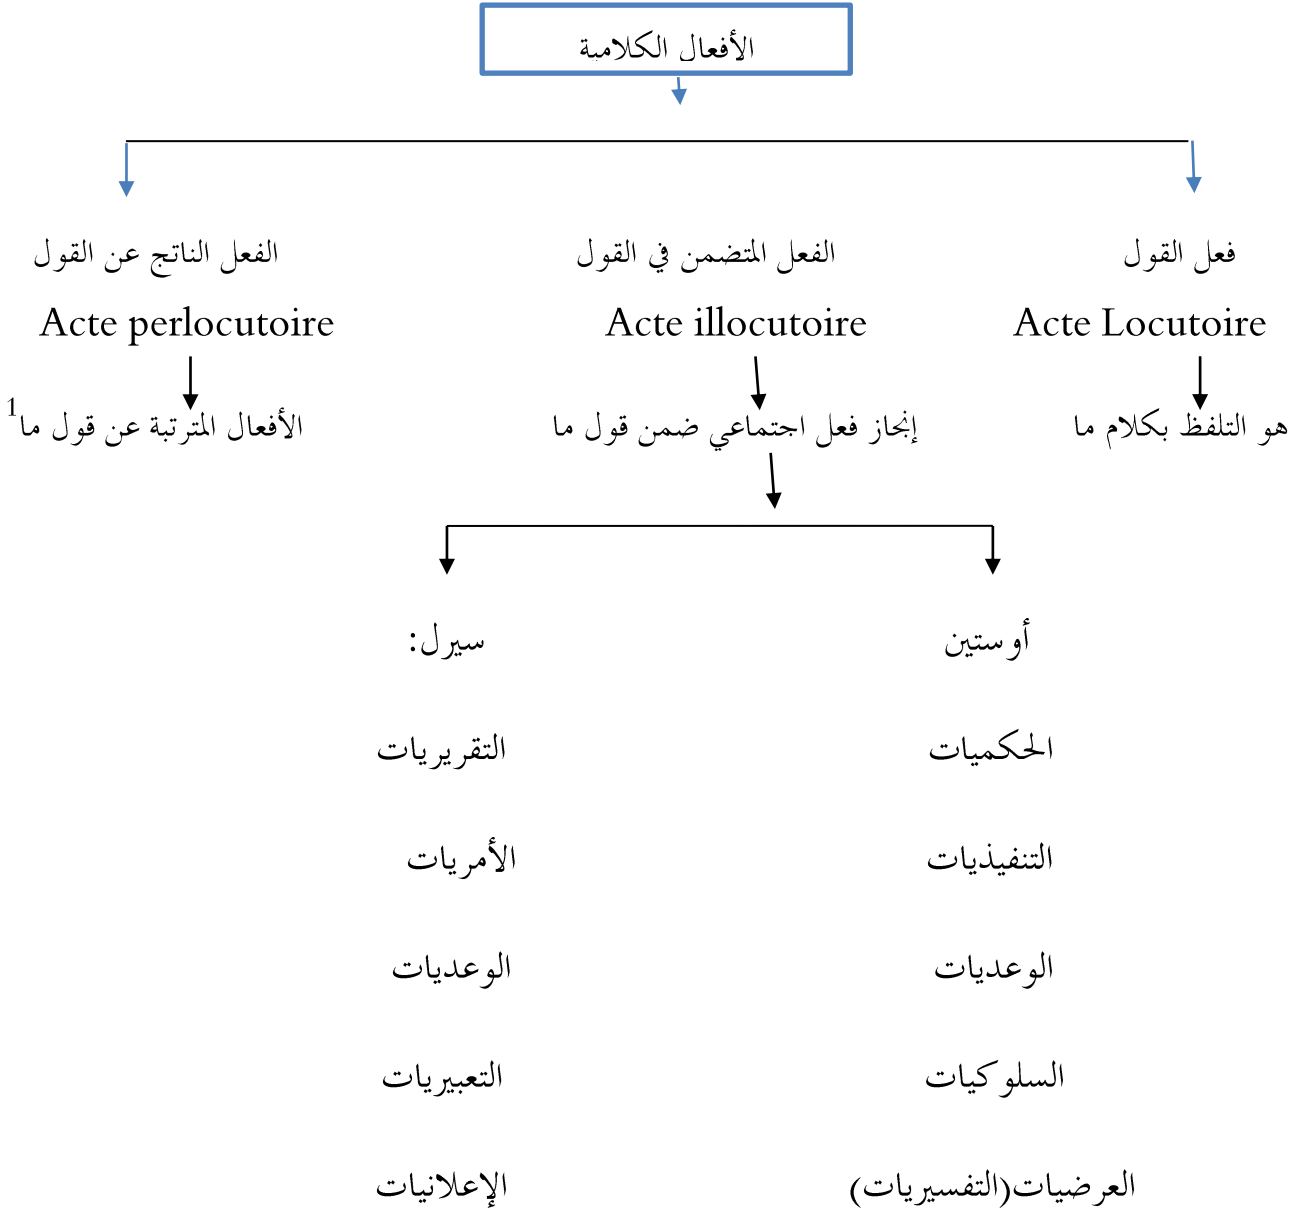 الأفعال الكلامية
فعل القول الفعل المتضمن في القول الفعل الناتج عن القول
Acte Locutoire Acte illocutoire Acte perlocutoire
هو التلفظ بكلام ما إنجاز فعل اجتماعي ضمن قول ما الأفعال المترتبة عن قول ما1
أوستين سيرل:
الحكميات التقريريات
التنفيذيات الأمريات
الوعديات الوعديات
السلوكيات التعبيريات
العرضيات(التفسيريات) الإعلانيات